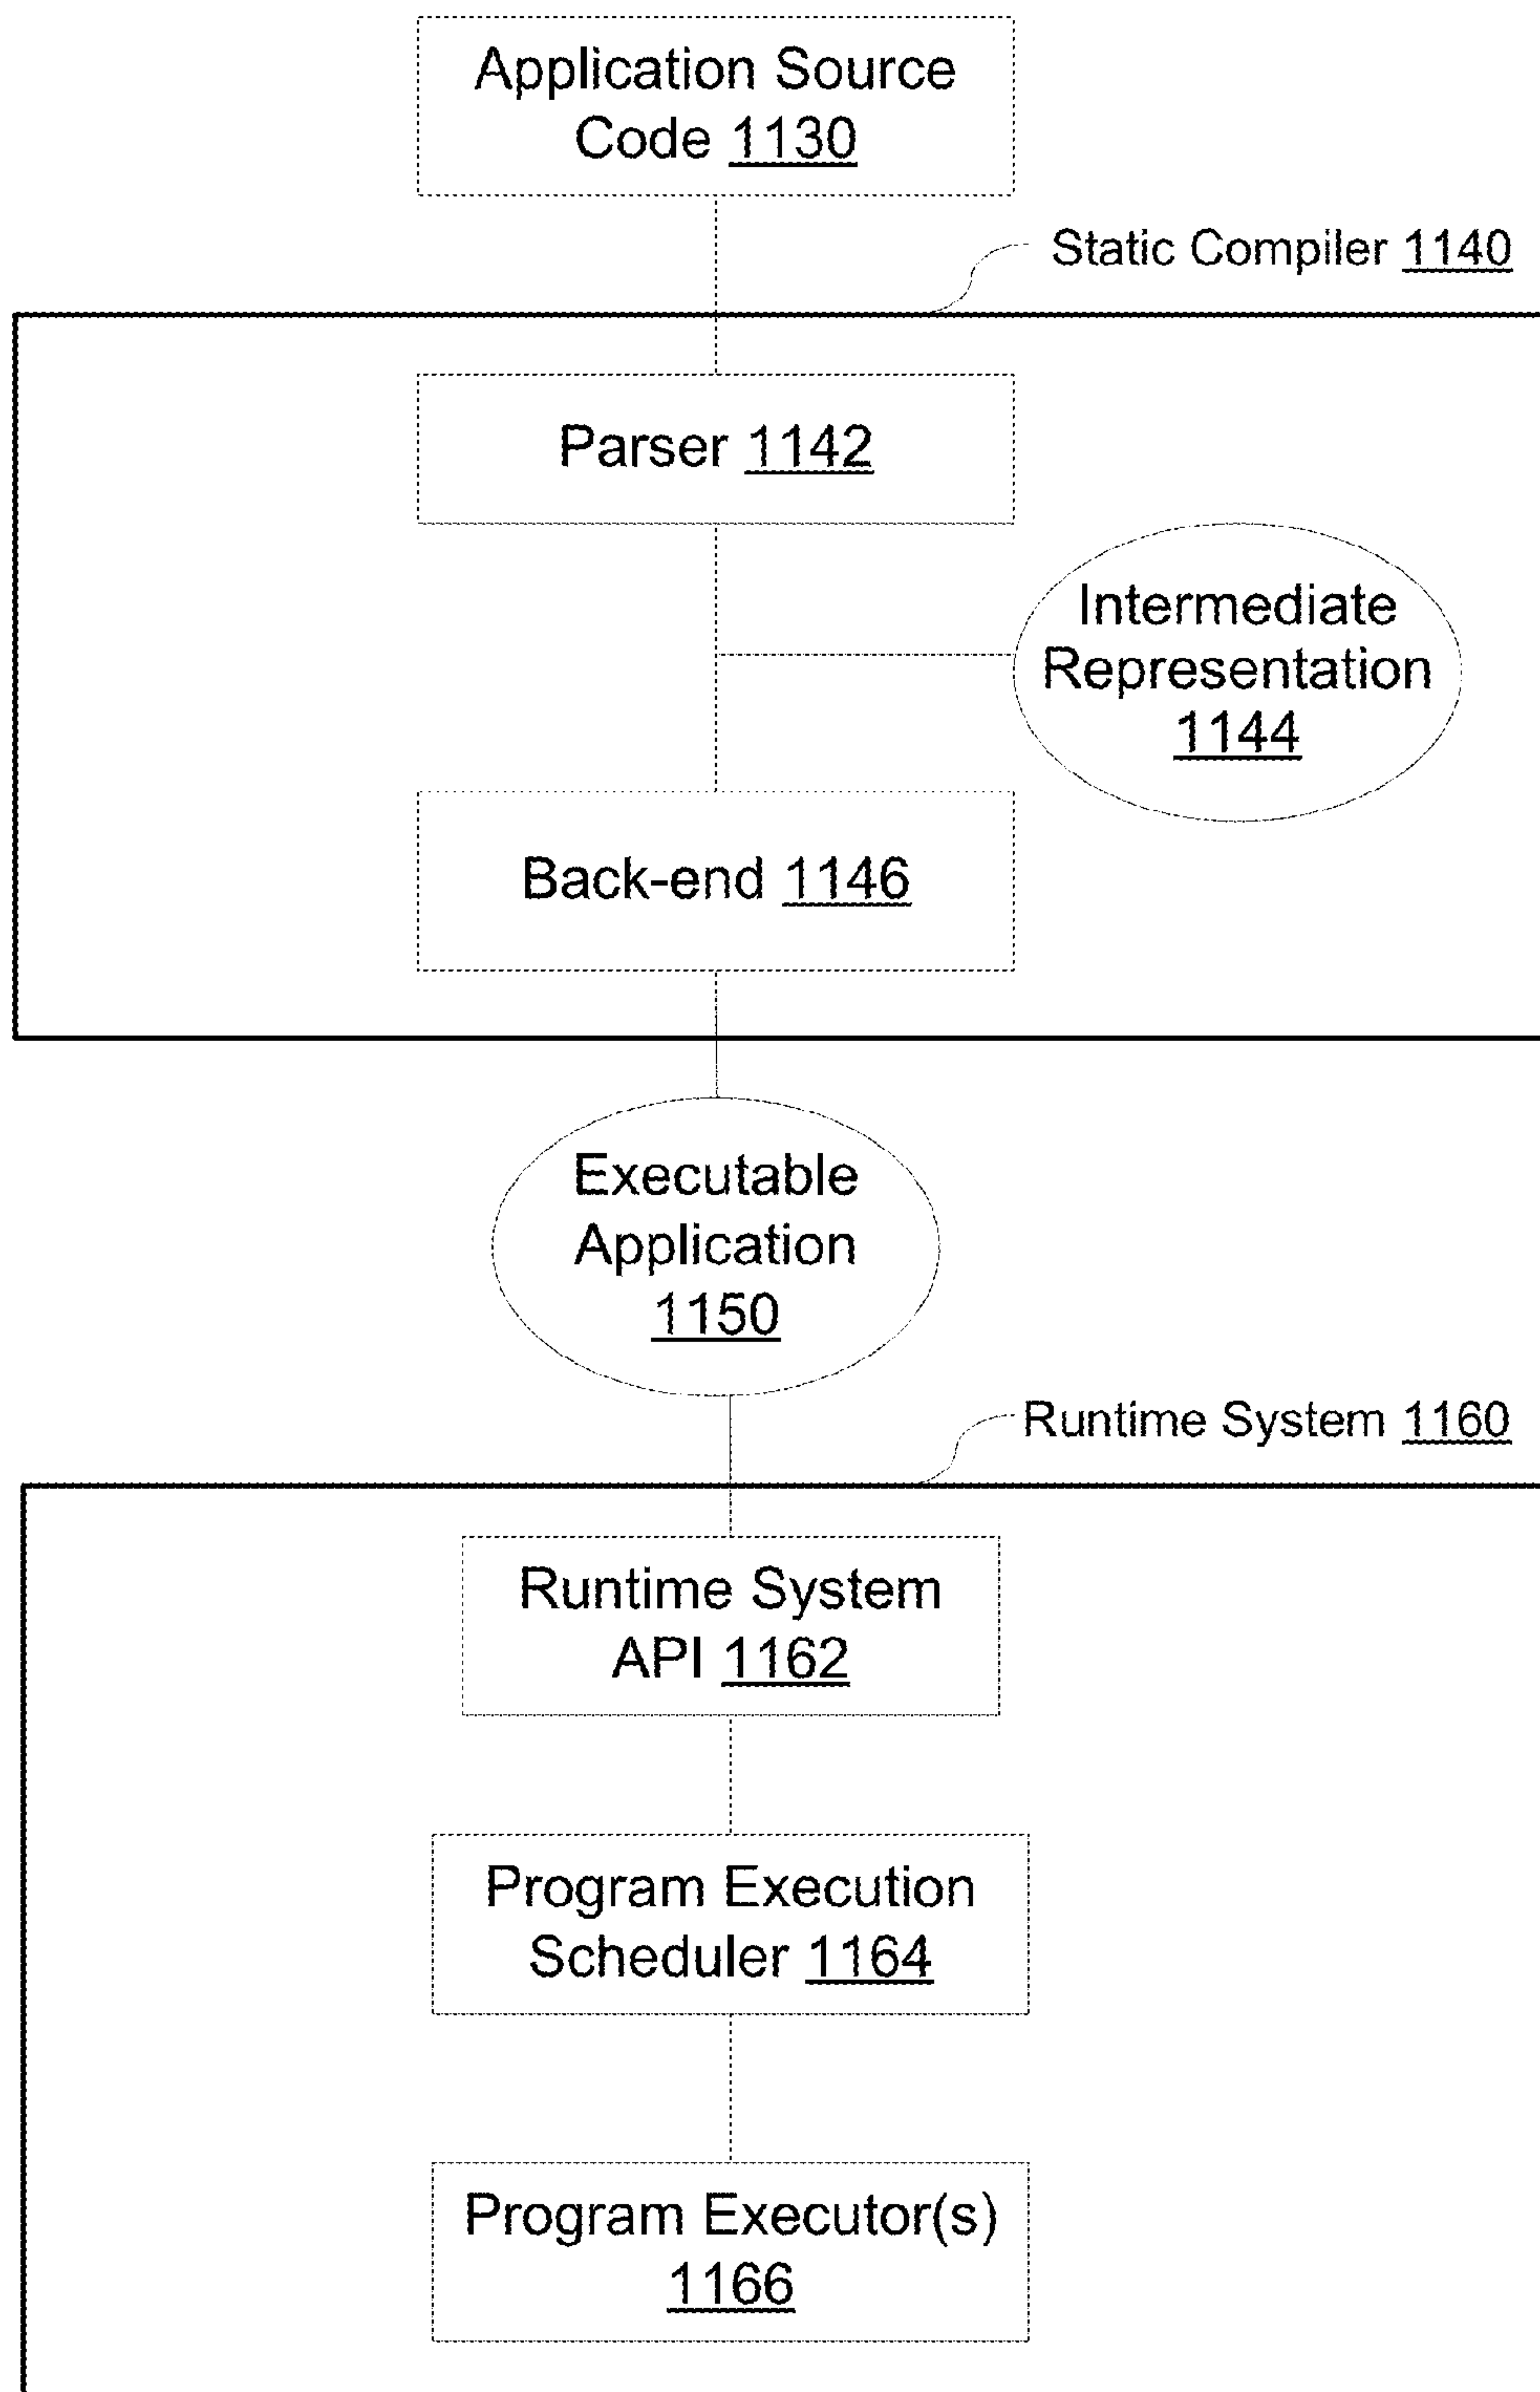 Application Source
Code 1130
Static Compiler 1140
Parser 1142
Intermediate
Representation
1144
Back-end 1146
Executable
Application
1150
Runtime System 1160
Runtime System
API 1162
Program Execution
Scheduler 1164
Program Executor(s)
1166